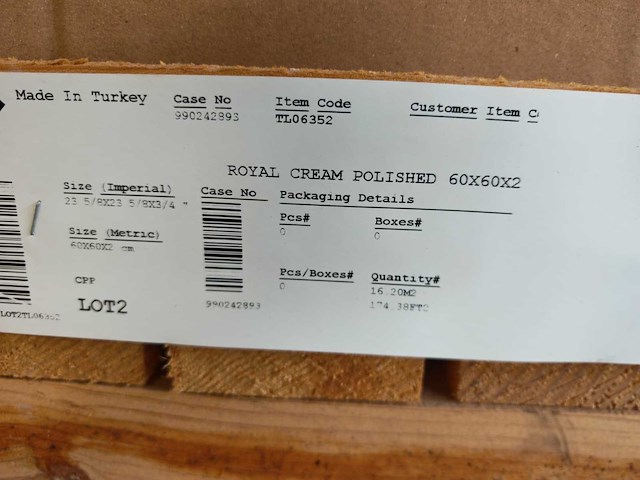 Made In Turkey
Case No
990242893
Item Code
TL06352
Customer Item C
ROYAL CREAM POLISHED 60X60X2
Size (Imperial)
23 5/8X23 5/8X3/4 "
Size (Metric)
60X60X2 cm
CPP
LOT2
Case No
990242893
Packaging Details
Pcs#
0
Boxes#
0
Pcs/Boxes#
0
Quantity#
16.20M2
174.38FT2